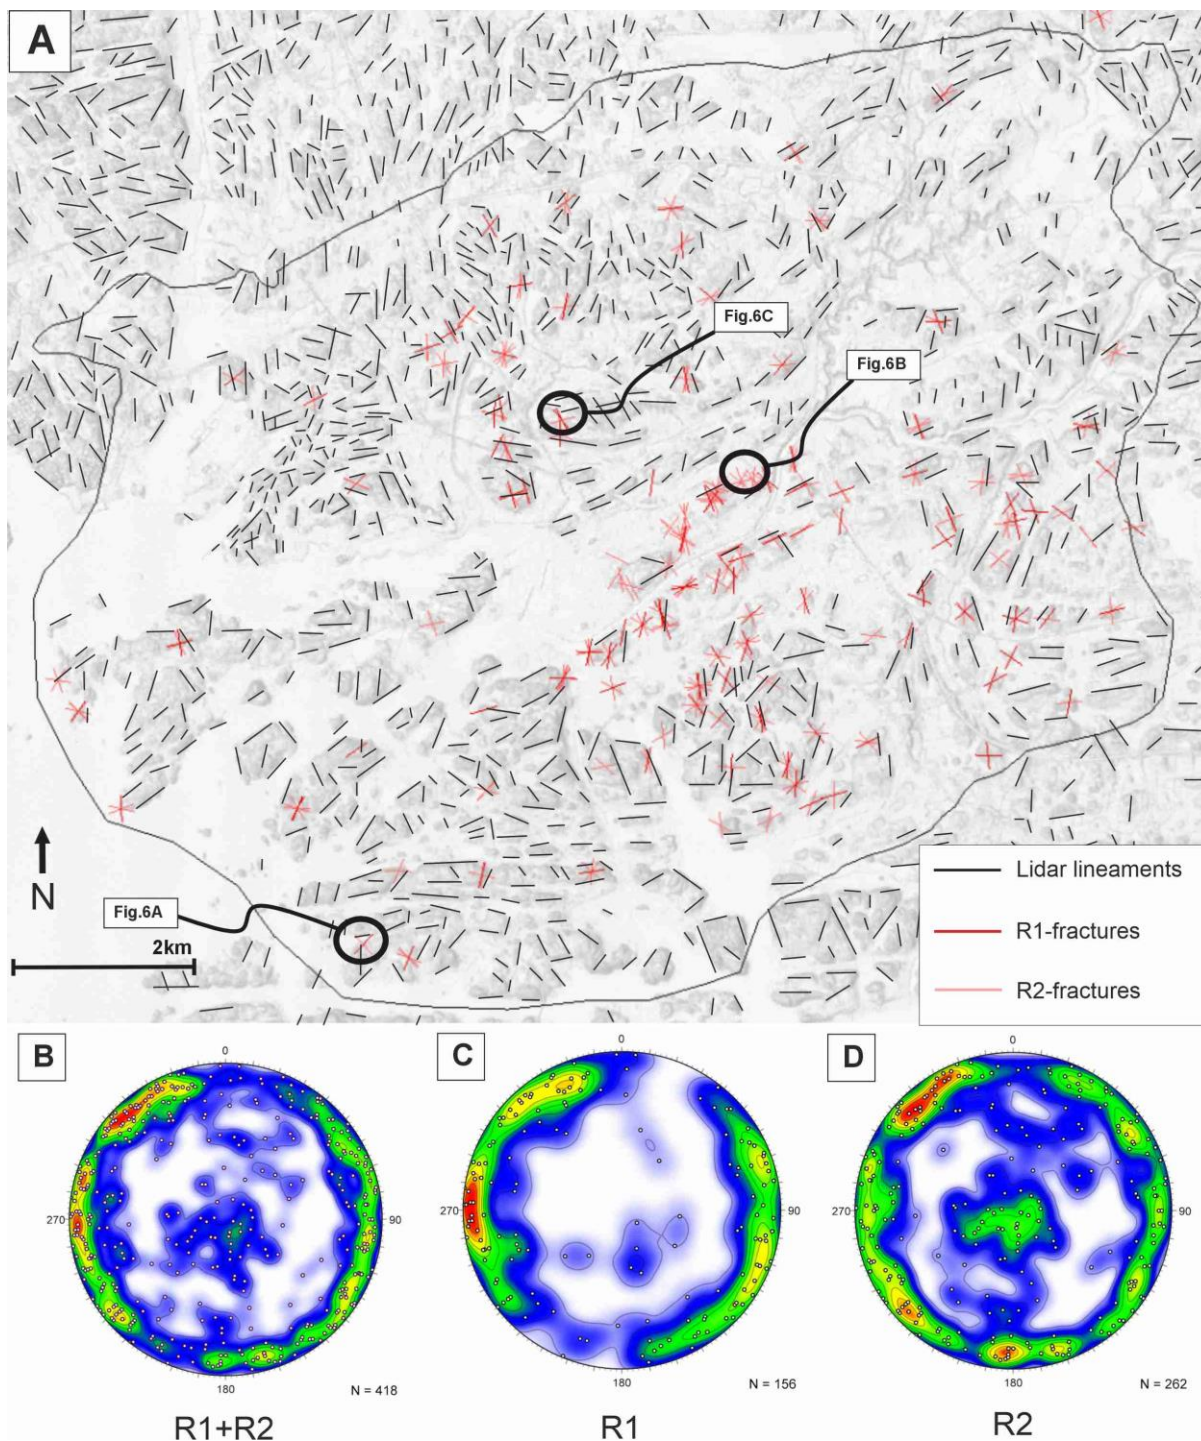 A
Fig.6C
Fig.6B
N
Fig.6A
2km
Lidar lineaments
R1-fractures
R2-fractures
B
0
270
90
180
N = 418
R1+R2
C
0
270
90
180
N = 156
R1
D
0
270
90
180
N = 262
R2